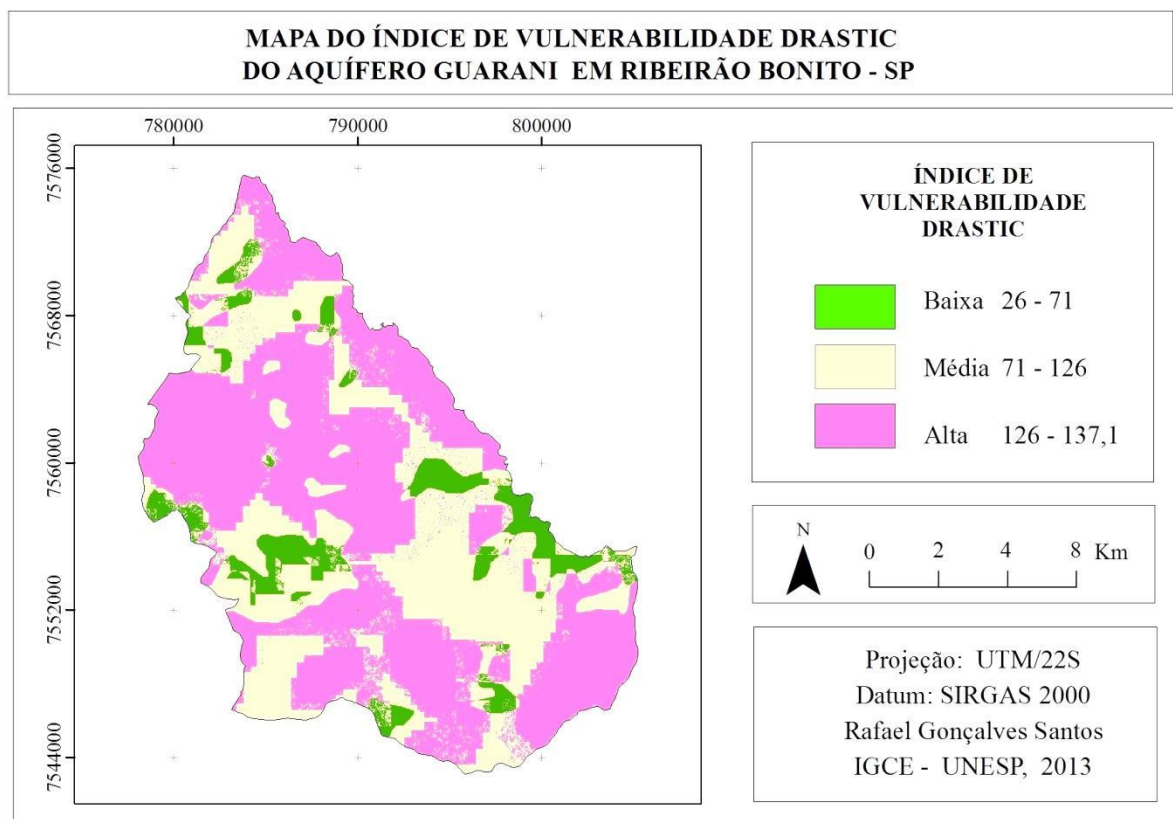 MAPA DO ÍNDICE DE VULNERABILIDADE DRASTIC
DO AQUÍFERO GUARANI EM RIBEIRÃO BONITO - SP
780000
790000
800000
7576000
7568000
7560000
7552000
7544000
ÍNDICE DE
VULNERABILIDADE
DRASTIC
Baixa 26 - 71
Média 71 - 126
Alta 126 - 137,1
N
0 2 4 8 Km
Projeção: UTM/22S
Datum: SIRGAS 2000
Rafael Gonçalves Santos
IGCE - UNESP, 2013